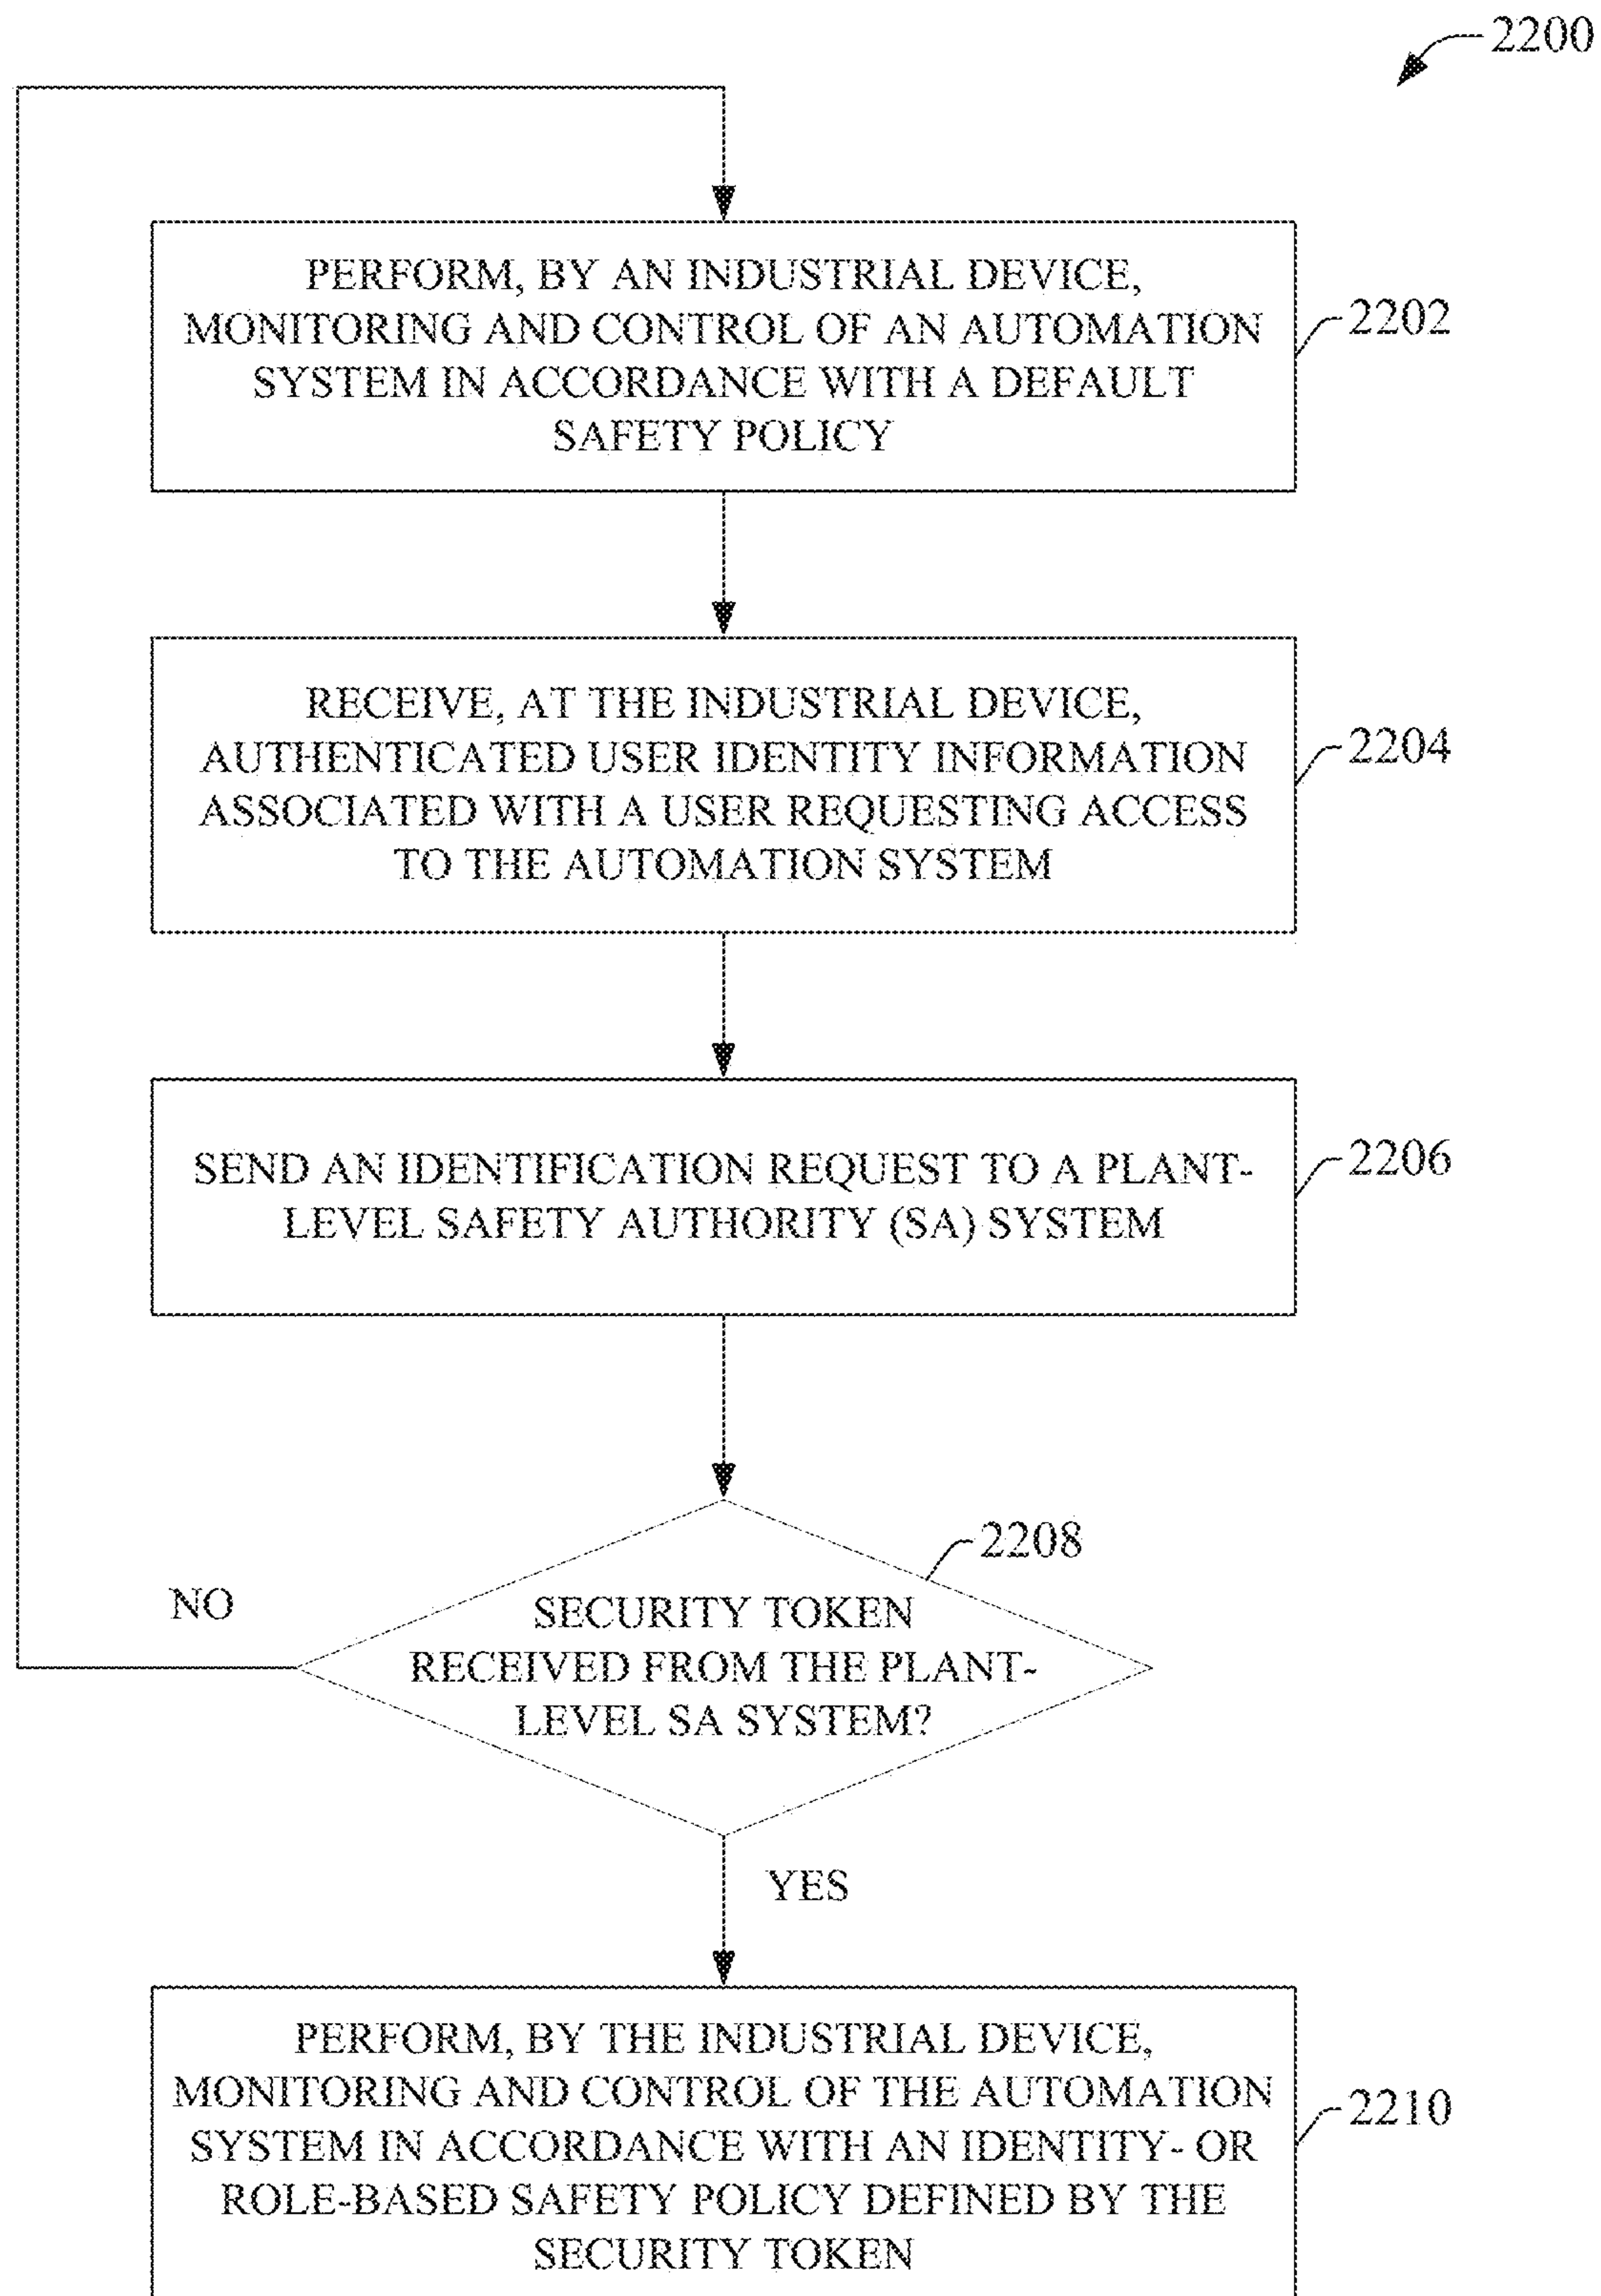 2200
PERFORM, BY AN INDUSTRIAL DEVICE,
MONITORING AND CONTROL OF AN AUTOMATION
SYSTEM IN ACCORDANCE WITH A DEFAULT
SAFETY POLICY
2202
RECEIVE, AT THE INDUSTRIAL DEVICE,
AUTHENTICATED USER IDENTITY INFORMATION
ASSOCIATED WITH A USER REQUESTING ACCESS
TO THE AUTOMATION SYSTEM
2204
SEND AN IDENTIFICATION REQUEST TO A PLANT-
LEVEL SAFETY AUTHORITY (SA) SYSTEM
2206
2208
SECURITY TOKEN
RECEIVED FROM THE PLANT-
LEVEL SA SYSTEM?
NO
YES
PERFORM, BY THE INDUSTRIAL DEVICE,
MONITORING AND CONTROL OF THE AUTOMATION
SYSTEM IN ACCORDANCE WITH AN IDENTITY- OR
ROLE-BASED SAFETY POLICY DEFINED BY THE
SECURITY TOKEN
2210